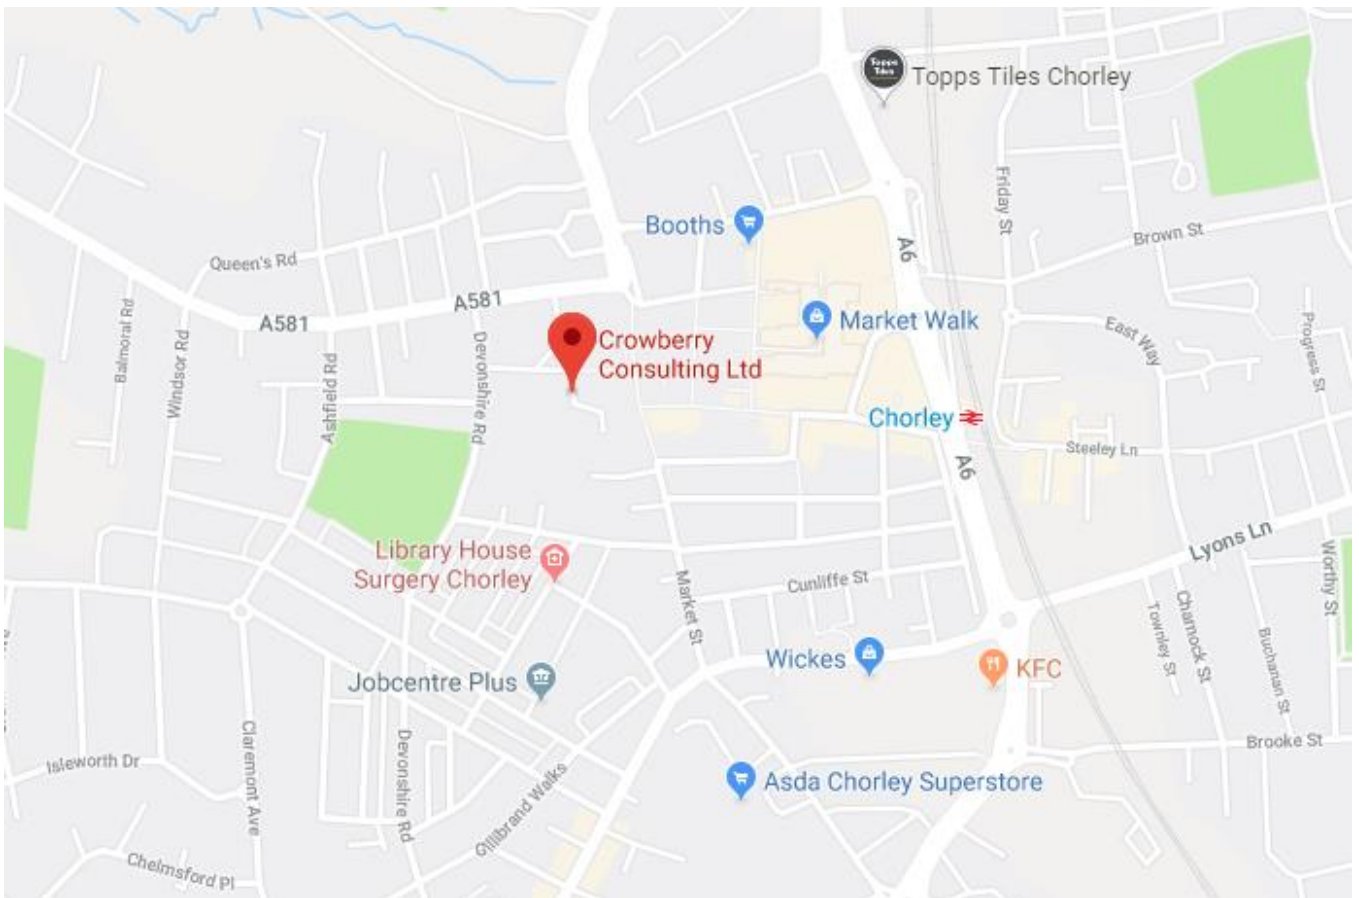 Topps
Tiles
Topps Tiles Chorley
Friday St
Booths
A6
Brown St
Queen's Rd
A581
A581
Balmoral Rd
Windsor Rd
Ashfield Rd
Devonshire Rd
Crowberry
Consulting Ltd
Market Walk
East Way
Progress St
Chorley
A6
Steeley Ln
Lyons Ln
Library House
Surgery Chorley
Market St
Cunliffe St
Worthy St
Townley St
Charnock St
Buchanan St
Wickes
KFC
Jobcentre Plus
Isleworth Dr
Claremont Ave
Devonshire Rd
Gillibrand Walks
Asda Chorley Superstore
Brooke St
Chelmsford Pl